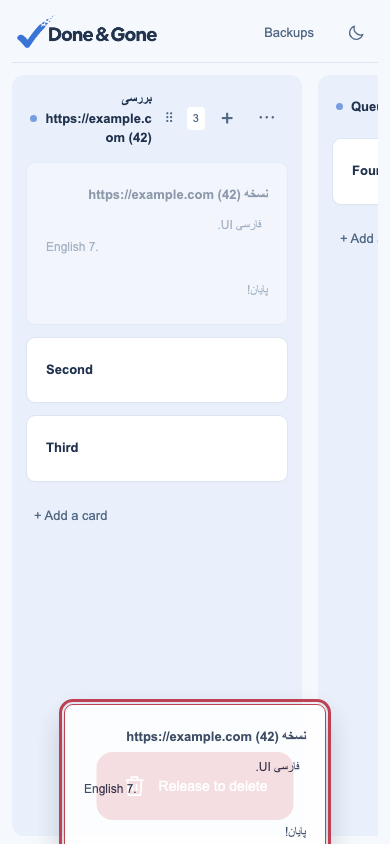 Done & Gone
Backups
بررسی
https://example.c
om (42)
3
Second
Third
+ Add a card
نسخه https://example.com (42)
فارسی UI.
English 7.
پایان!
Queu
Four
+ Add a
نسخه https://example.com (42)
فارسی UI.
English 7.
Release to delete
پایان!